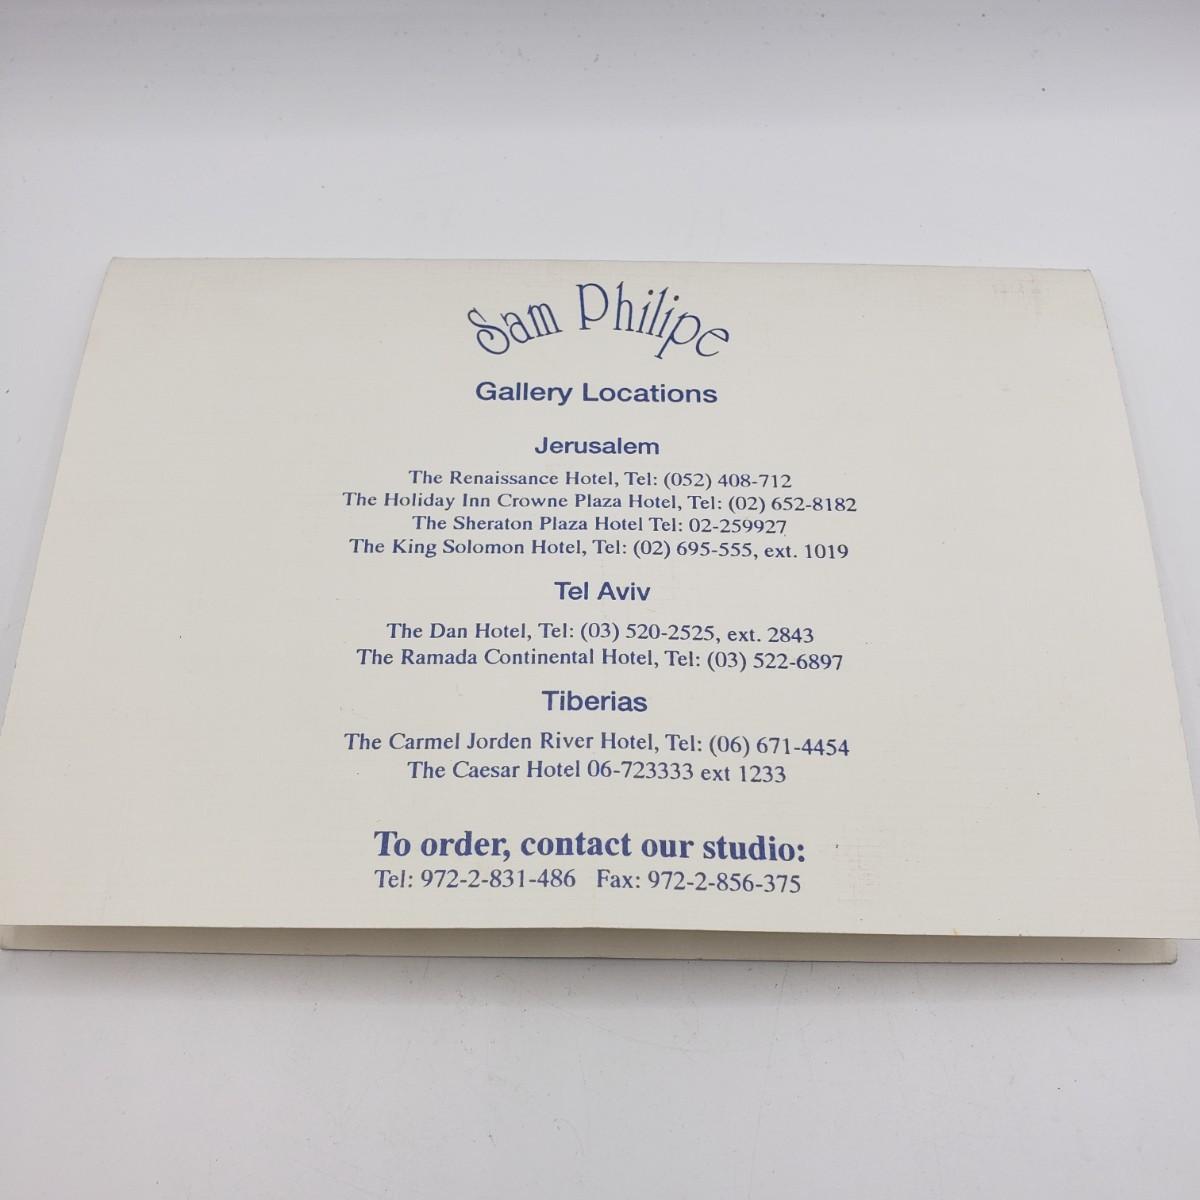 Sam Philipe
Gallery Locations
Jerusalem
The Renaissance Hotel, Tel: (052) 408-712
The Holiday Inn Crowne Plaza Hotel, Tel: (02) 652-8182
The Sheraton Plaza Hotel Tel: 02-259927
The King Solomon Hotel, Tel: (02) 695-555, ext. 1019
Tel Aviv
The Dan Hotel, Tel: (03) 520-2525, ext. 2843
The Ramada Continental Hotel, Tel: (03) 522-6897
Tiberias
The Carmel Jorden River Hotel, Tel: (06) 671-4454
The Caesar Hotel 06-723333 ext 1233
To order, contact our studio:
Tel: 972-2-831-486 Fax: 972-2-856-375